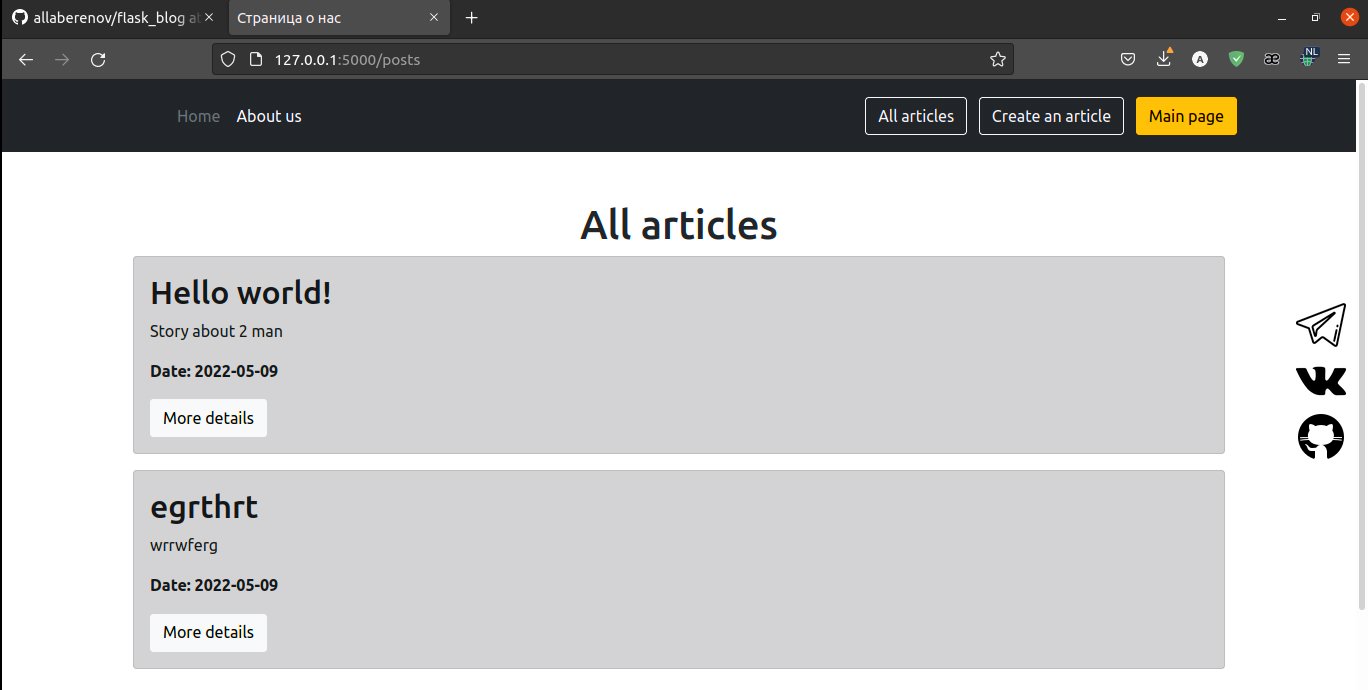 allaberenov/flask_blog at
Страница о нас
127.0.0.1:5000/posts
A
æ
NL
Home About us All articles Create an article Main page
All articles
Hello world!
Story about 2 man
Date: 2022-05-09
More details
egrthrt
wrrwferg
Date: 2022-05-09
More details